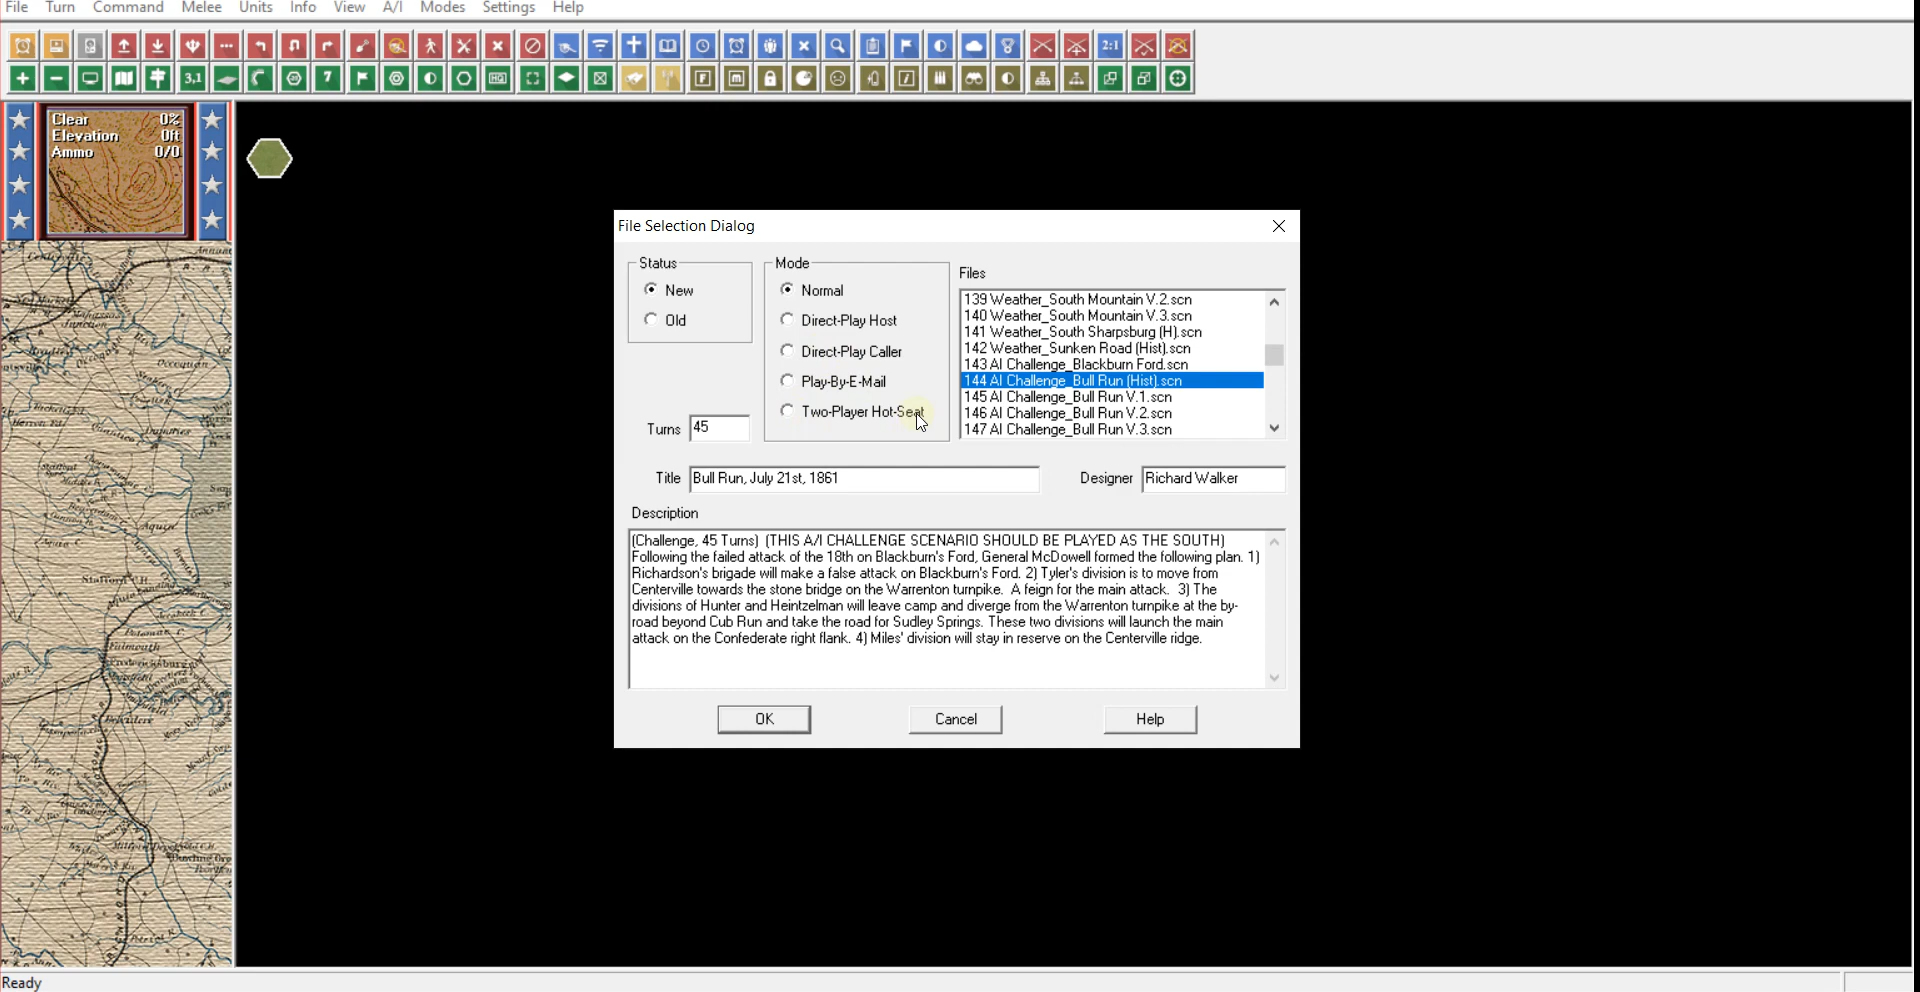 File Turn Command Melee Units Info View A/I Modes Settings Help
2:1
3,1 7 HQ F m i
Clear 0%
Elevation 0ft
Ammo 0/0
File Selection Dialog
Status
New
Old
Mode
Normal
Direct-Play Host
Direct-Play Caller
Play-By-E-Mail
Two-Player Hot-Seat
Files
139 Weather_South Mountain V.2.scn
140 Weather_South Mountain V.3.scn
141 Weather_South Sharpsburg (H).scn
142 Weather_Sunken Road (Hist).scn
143 AI Challenge_Blackburn Ford.scn
144 AI Challenge_Bull Run (Hist).scn
145 AI Challenge_Bull Run V.1.scn
146 AI Challenge_Bull Run V.2.scn
147 AI Challenge_Bull Run V.3.scn
Turns 45
Title Bull Run, July 21st, 1861
Designer Richard Walker
Description
(Challenge, 45 Turns) (THIS A/I CHALLENGE SCENARIO SHOULD BE PLAYED AS THE SOUTH)
Following the failed attack of the 18th on Blackburn's Ford, General McDowell formed the following plan. 1)
Richardson's brigade will make a false attack on Blackburn's Ford. 2) Tyler's division is to move from
Centerville towards the stone bridge on the Warrenton turnpike. A feign for the main attack. 3) The
divisions of Hunter and Heintzelman will leave camp and diverge from the Warrenton turnpike at the by-
road beyond Cub Run and take the road for Sudley Springs. These two divisions will launch the main
attack on the Confederate right flank. 4) Miles' division will stay in reserve on the Centerville ridge.
OK Cancel Help
Occoquan
Stafford C.H.
Falmouth
Ready